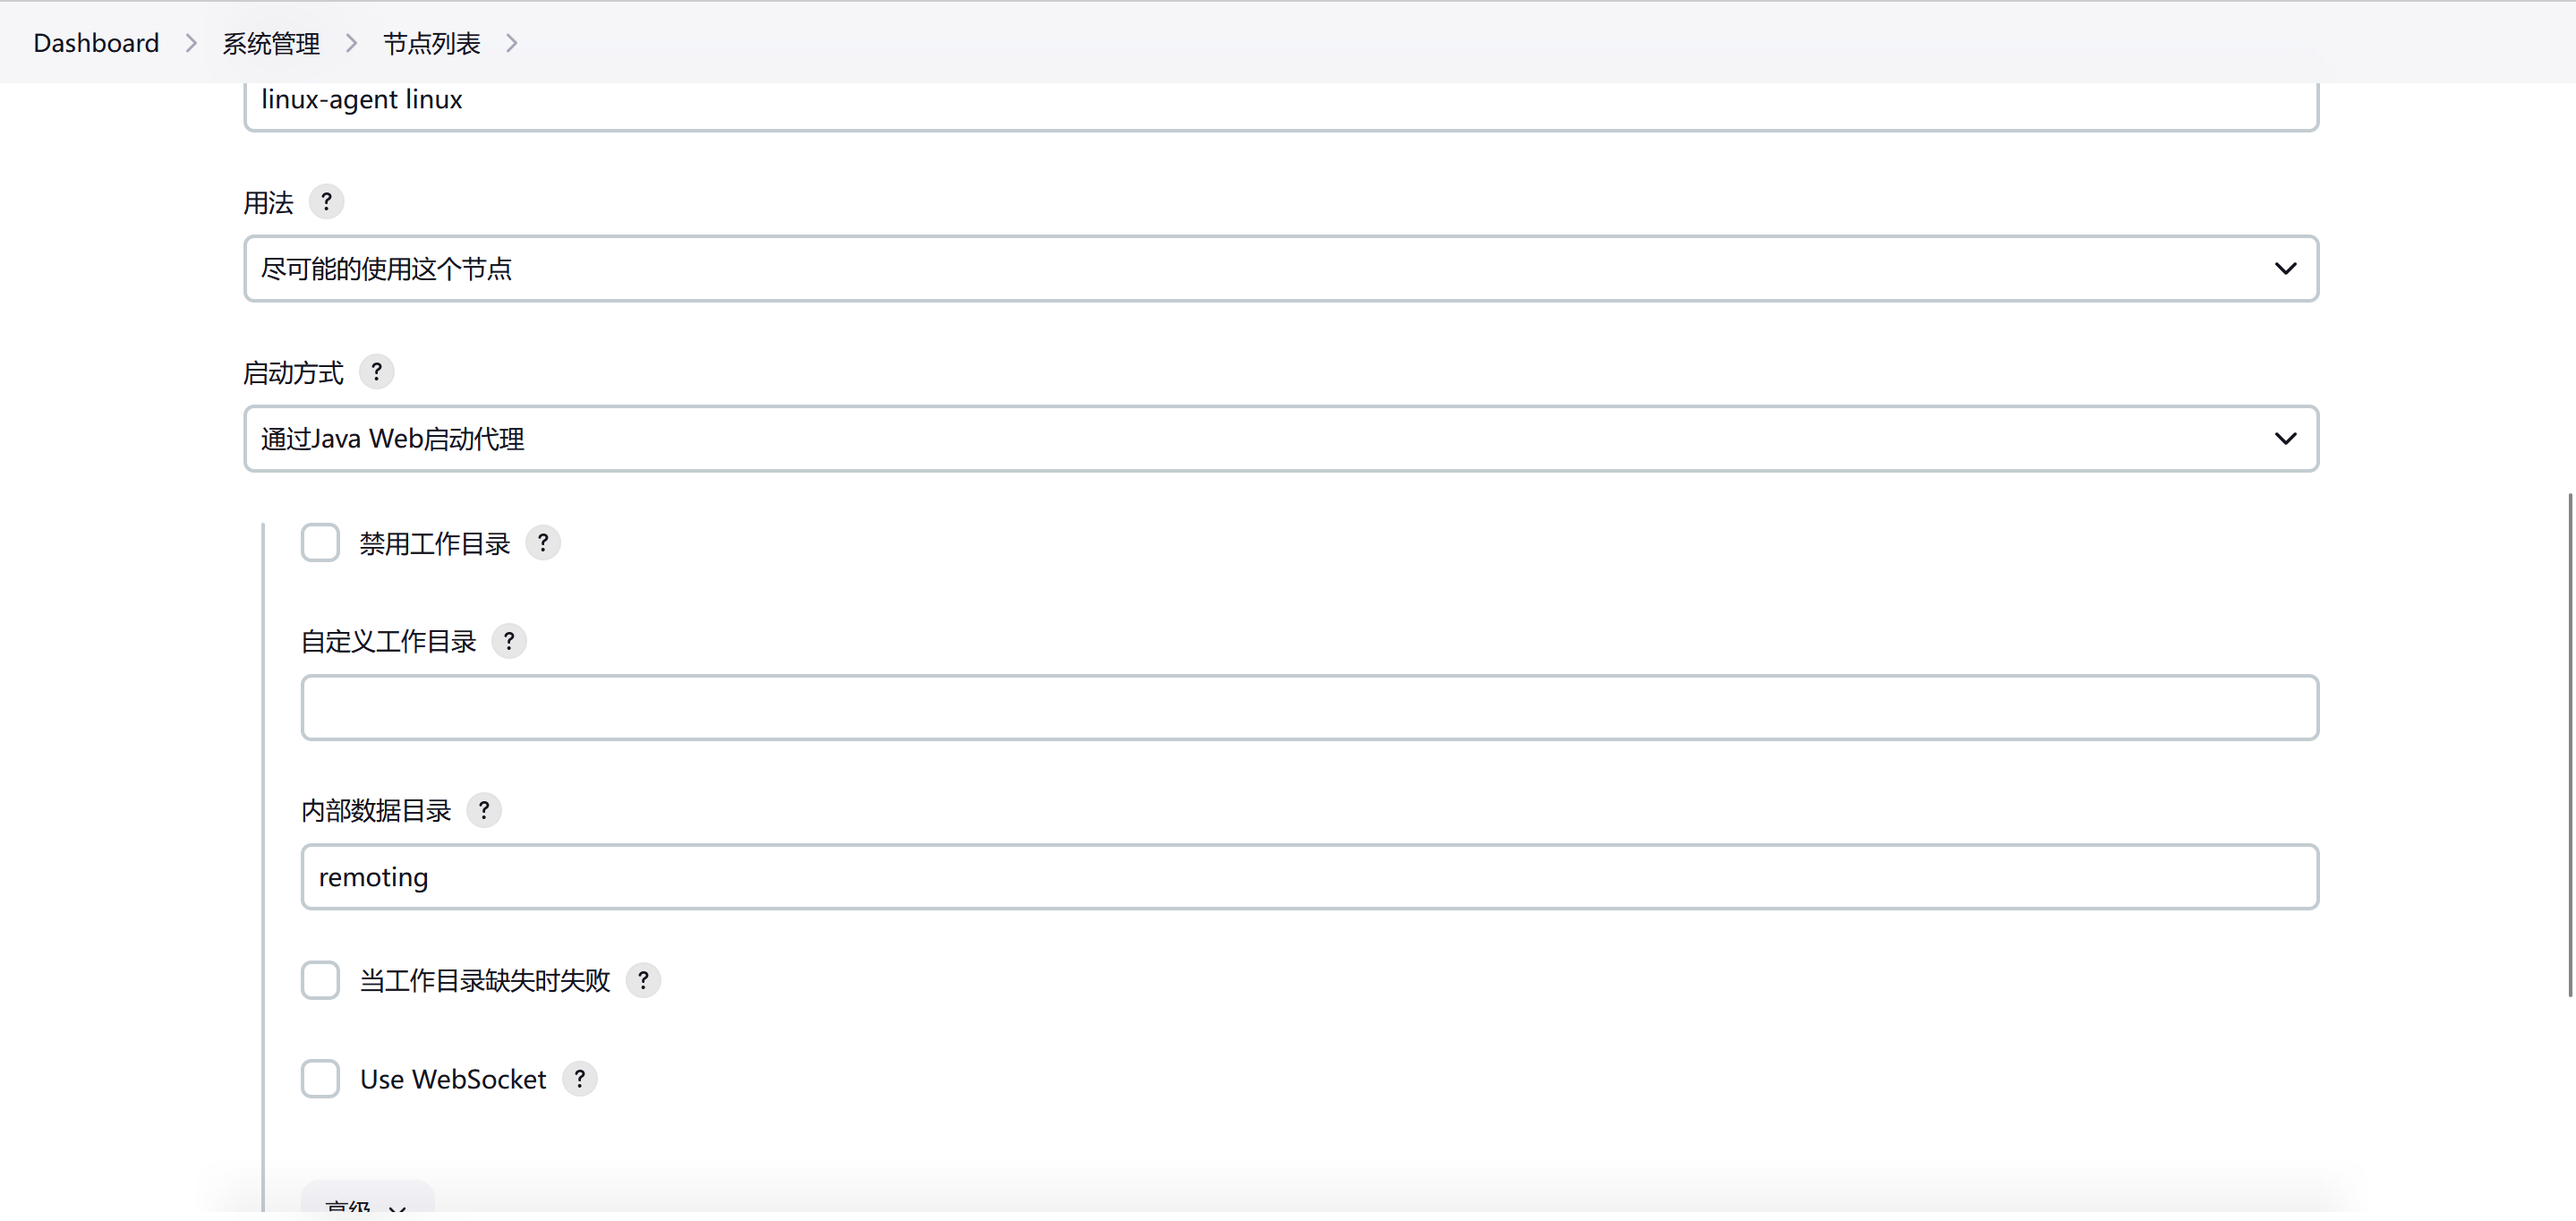 Dashboard 系统管理 节点列表
linux-agent linux
用法 ?
尽可能的使用这个节点
启动方式 ?
通过Java Web启动代理
禁用工作目录 ?
自定义工作目录 ?
内部数据目录 ?
remoting
当工作目录缺失时失败 ?
Use WebSocket ?
高级